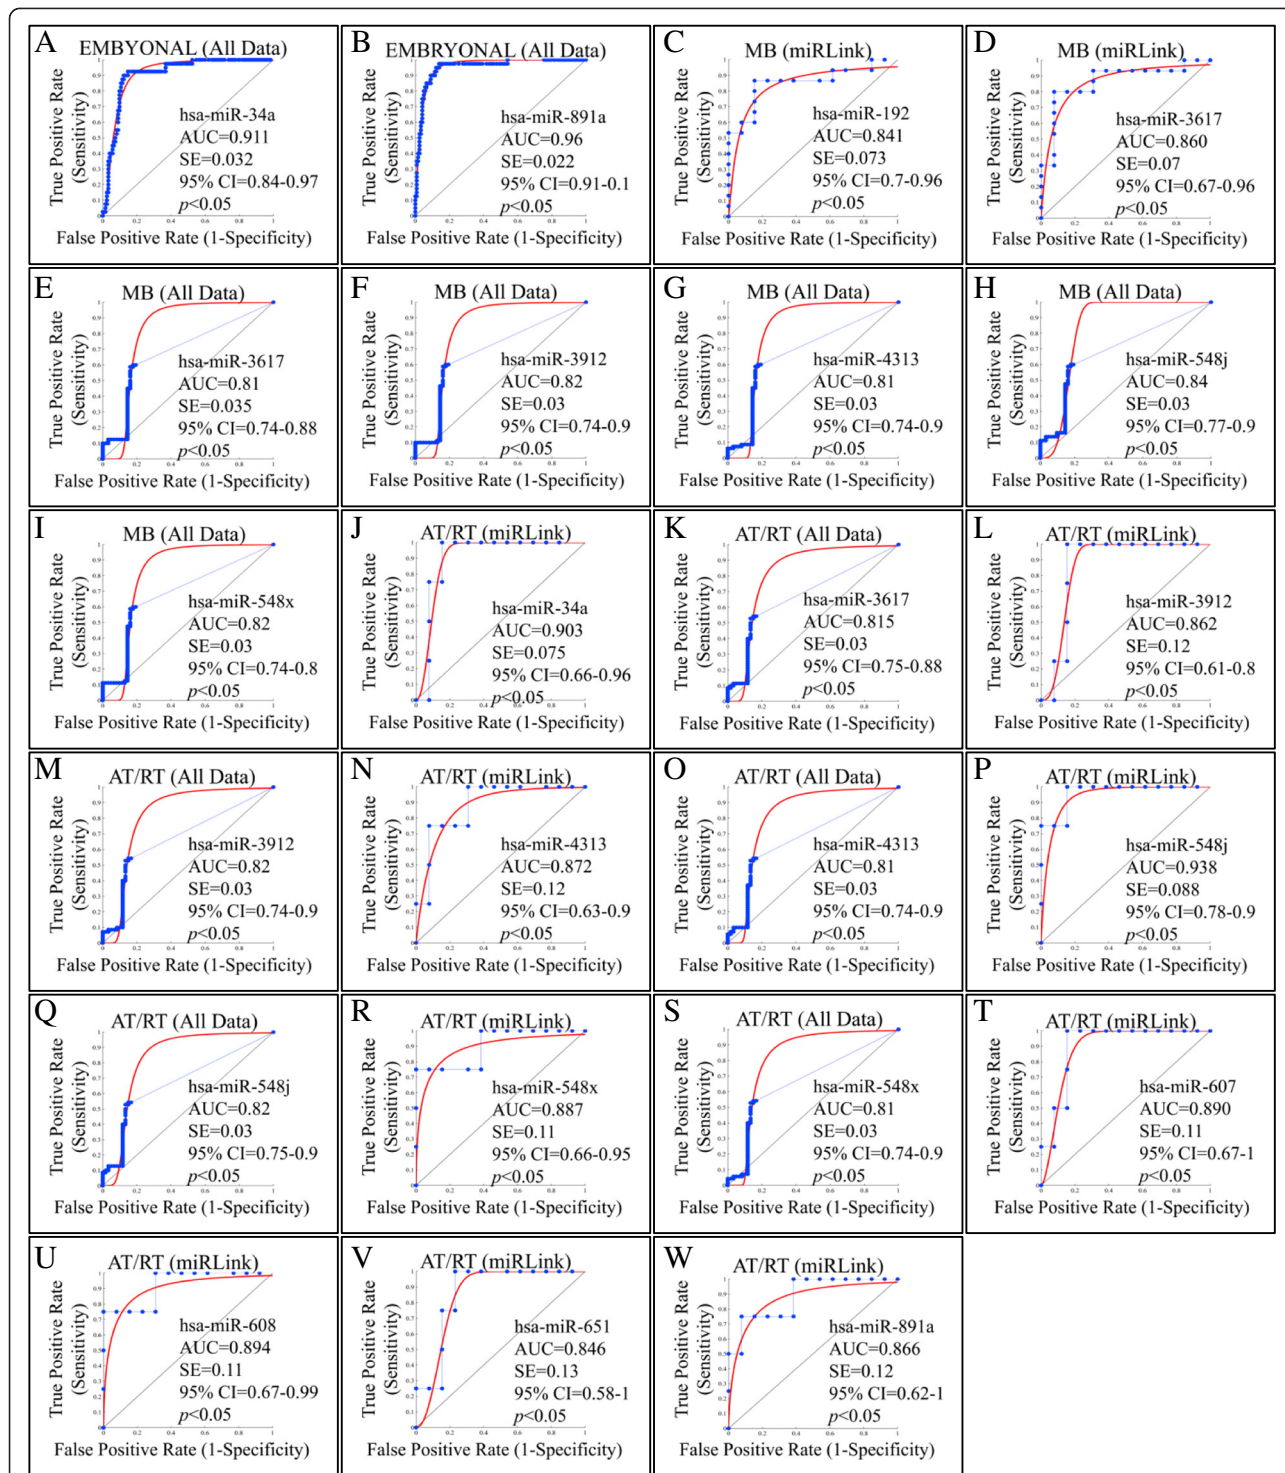 A
EMBYONAL (All Data)
True Positive Rate
(Sensitivity)
hsa-miR-34a
AUC=0.911
SE=0.032
95% CI=0.84-0.97
p<0.05
False Positive Rate (1-Specificity)
B
EMBRYONAL (All Data)
True Positive Rate
(Sensitivity)
hsa-miR-891a
AUC=0.96
SE=0.022
95% CI=0.91-0.1
p<0.05
False Positive Rate (1-Specificity)
C
MB (miRLink)
True Positive Rate
(Sensitivity)
hsa-miR-192
AUC=0.841
SE=0.073
95% CI=0.7-0.96
p<0.05
False Positive Rate (1-Specificity)
D
MB (miRLink)
True Positive Rate
(Sensitivity)
hsa-miR-3617
AUC=0.860
SE=0.07
95% CI=0.67-0.96
p<0.05
False Positive Rate (1-Specificity)
E
MB (All Data)
True Positive Rate
(Sensitivity)
hsa-miR-3617
AUC=0.81
SE=0.035
95% CI=0.74-0.88
p<0.05
False Positive Rate (1-Specificity)
F
MB (All Data)
True Positive Rate
(Sensitivity)
hsa-miR-3912
AUC=0.82
SE=0.03
95% CI=0.74-0.9
p<0.05
False Positive Rate (1-Specificity)
G
MB (All Data)
True Positive Rate
(Sensitivity)
hsa-miR-4313
AUC=0.81
SE=0.03
95% CI=0.74-0.9
p<0.05
False Positive Rate (1-Specificity)
H
MB (All Data)
True Positive Rate
(Sensitivity)
hsa-miR-548j
AUC=0.84
SE=0.03
95% CI=0.77-0.9
p<0.05
False Positive Rate (1-Specificity)
I
MB (All Data)
True Positive Rate
(Sensitivity)
hsa-miR-548x
AUC=0.82
SE=0.03
95% CI=0.74-0.8
p<0.05
False Positive Rate (1-Specificity)
J
AT/RT (miRLink)
True Positive Rate
(Sensitivity)
hsa-miR-34a
AUC=0.903
SE=0.075
95% CI=0.66-0.96
p<0.05
False Positive Rate (1-Specificity)
K
AT/RT (All Data)
True Positive Rate
(Sensitivity)
hsa-miR-3617
AUC=0.815
SE=0.03
95% CI=0.75-0.88
p<0.05
False Positive Rate (1-Specificity)
L
AT/RT (miRLink)
True Positive Rate
(Sensitivity)
hsa-miR-3912
AUC=0.862
SE=0.12
95% CI=0.61-0.8
p<0.05
False Positive Rate (1-Specificity)
M
AT/RT (All Data)
True Positive Rate
(Sensitivity)
hsa-miR-3912
AUC=0.82
SE=0.03
95% CI=0.74-0.9
p<0.05
False Positive Rate (1-Specificity)
N
AT/RT (miRLink)
True Positive Rate
(Sensitivity)
hsa-miR-4313
AUC=0.872
SE=0.12
95% CI=0.63-0.9
p<0.05
False Positive Rate (1-Specificity)
O
AT/RT (All Data)
True Positive Rate
(Sensitivity)
hsa-miR-4313
AUC=0.81
SE=0.03
95% CI=0.74-0.9
p<0.05
False Positive Rate (1-Specificity)
P
AT/RT (miRLink)
True Positive Rate
(Sensitivity)
hsa-miR-548j
AUC=0.938
SE=0.088
95% CI=0.78-0.9
p<0.05
False Positive Rate (1-Specificity)
Q
AT/RT (All Data)
True Positive Rate
(Sensitivity)
hsa-miR-548j
AUC=0.82
SE=0.03
95% CI=0.75-0.9
p<0.05
False Positive Rate (1-Specificity)
R
AT/RT (miRLink)
True Positive Rate
(Sensitivity)
hsa-miR-548x
AUC=0.887
SE=0.11
95% CI=0.66-0.95
p<0.05
False Positive Rate (1-Specificity)
S
AT/RT (All Data)
True Positive Rate
(Sensitivity)
hsa-miR-548x
AUC=0.81
SE=0.03
95% CI=0.74-0.9
p<0.05
False Positive Rate (1-Specificity)
T
AT/RT (miRLink)
True Positive Rate
(Sensitivity)
hsa-miR-607
AUC=0.890
SE=0.11
95% CI=0.67-1
p<0.05
False Positive Rate (1-Specificity)
U
AT/RT (miRLink)
True Positive Rate
(Sensitivity)
hsa-miR-608
AUC=0.894
SE=0.11
95% CI=0.67-0.99
p<0.05
False Positive Rate (1-Specificity)
V
AT/RT (miRLink)
True Positive Rate
(Sensitivity)
hsa-miR-651
AUC=0.846
SE=0.13
95% CI=0.58-1
p<0.05
False Positive Rate (1-Specificity)
W
AT/RT (miRLink)
True Positive Rate
(Sensitivity)
hsa-miR-891a
AUC=0.866
SE=0.12
95% CI=0.62-1
p<0.05
False Positive Rate (1-Specificity)